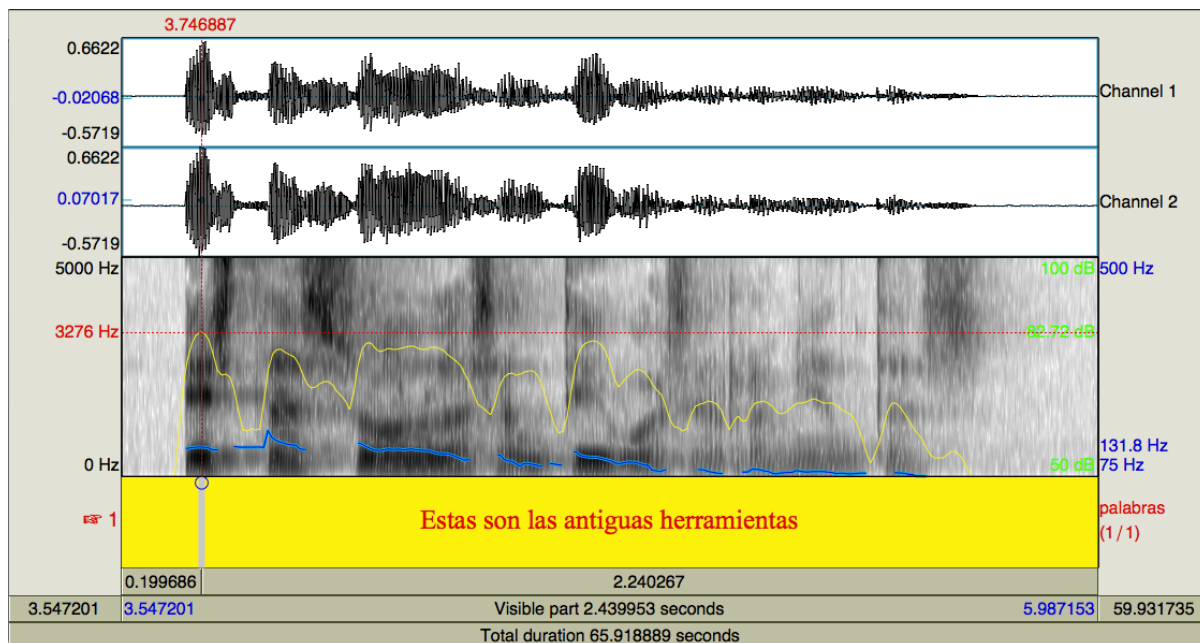 3.746887
0.6622
-0.02068
-0.5719
Channel 1
0.6622
0.07017
-0.5719
Channel 2
5000 Hz
100 dB
500 Hz
3276 Hz
82.72 dB
131.8 Hz
0 Hz
50 dB
75 Hz
☞ 1
Estas son las antiguas herramientas
palabras
(1 / 1)
0.199686
2.240267
3.547201
3.547201
Visible part 2.439953 seconds
5.987153
59.931735
Total duration 65.918889 seconds